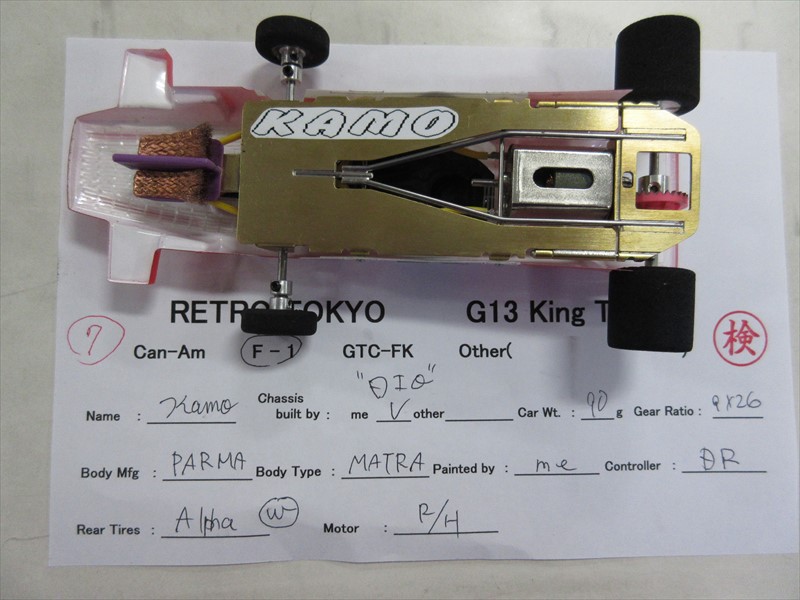 KAMO
RETRO TOKYO G13 King T
7 Can-Am F-1 GTC-FK Other( ) 検
"DIO"
Name : Kamo Chassis built by : me V other Car Wt. : 90 g Gear Ratio : 9x26
Body Mfg : PARMA Body Type : MATRA Painted by : me Controller : DR
Rear Tires : Alpha W Motor : R/H